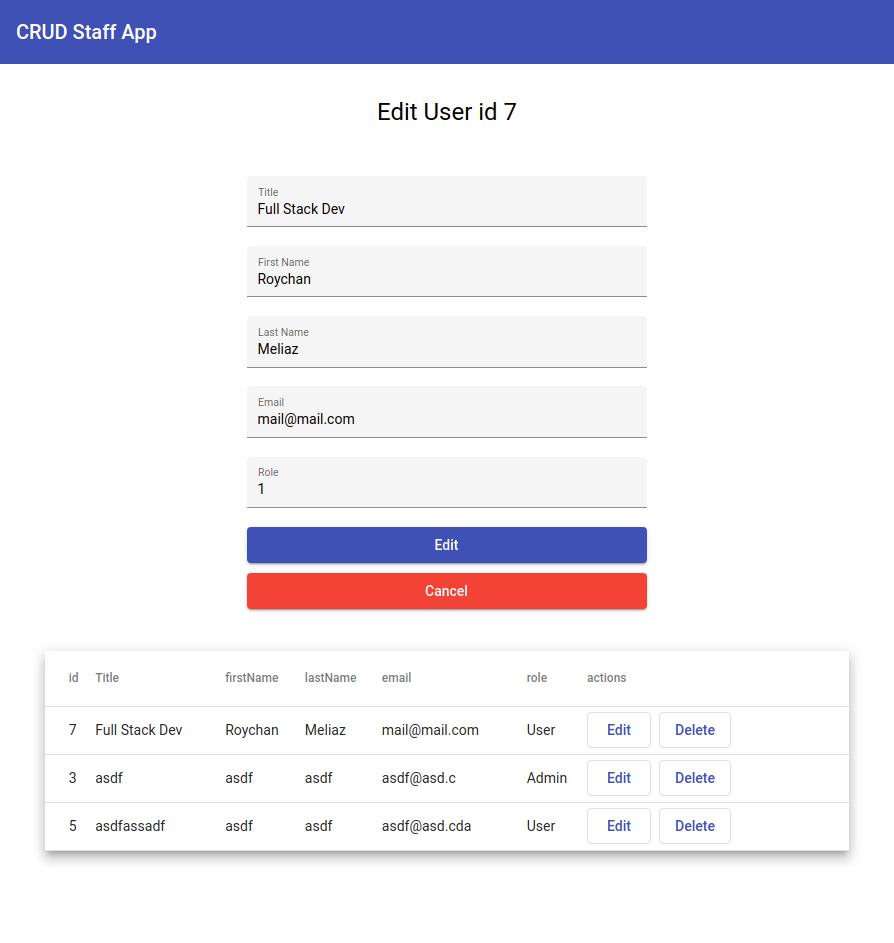 CRUD Staff App
Edit User id 7
Title
Full Stack Dev
First Name
Roychan
Last Name
Meliaz
Email
mail@mail.com
Role
1
Edit
Cancel
id Title firstName lastName email role actions
7 Full Stack Dev Roychan Meliaz mail@mail.com User Edit Delete
3 asdf asdf asdf asdf@asd.c Admin Edit Delete
5 asdfassadf asdf asdf asdf@asd.cda User Edit Delete